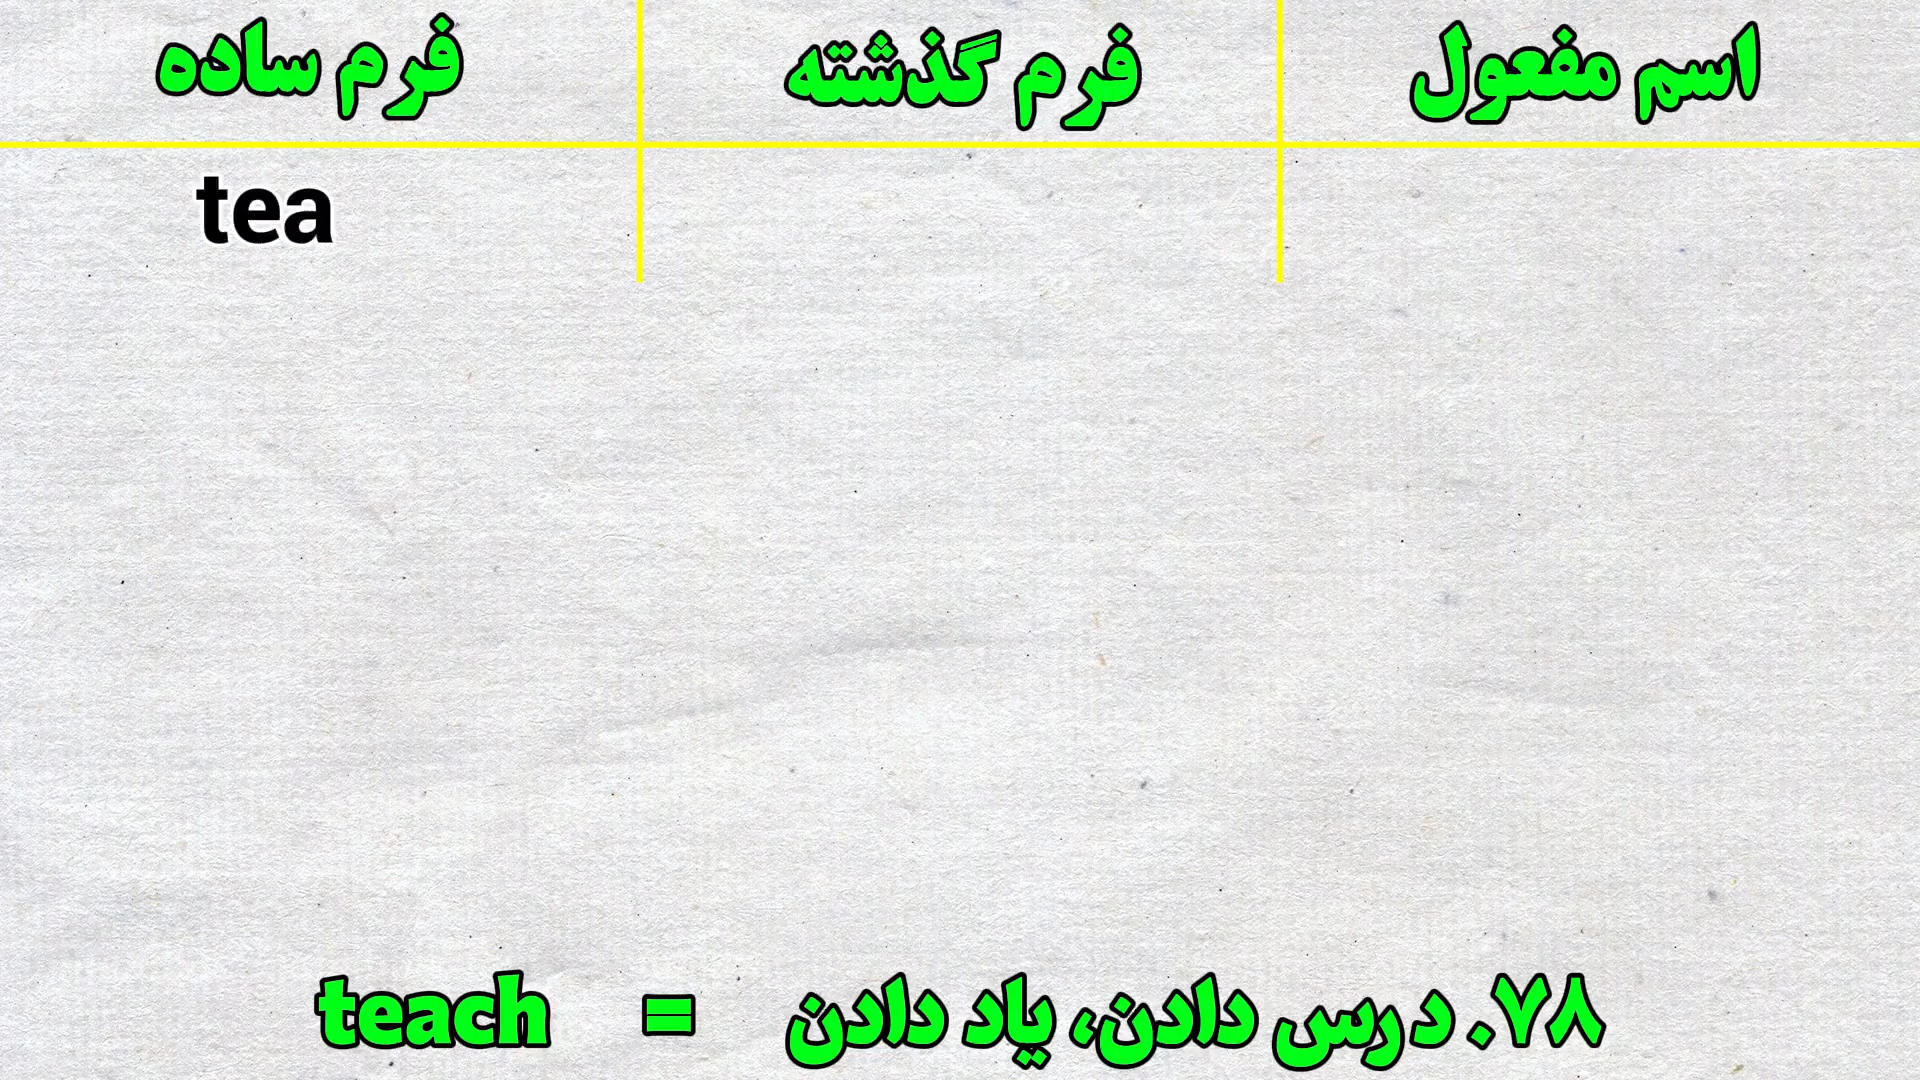 فرم ساده فرم گذشته اسم مفعول
tea
۷۸. درس دادن، یاد دادن = teach